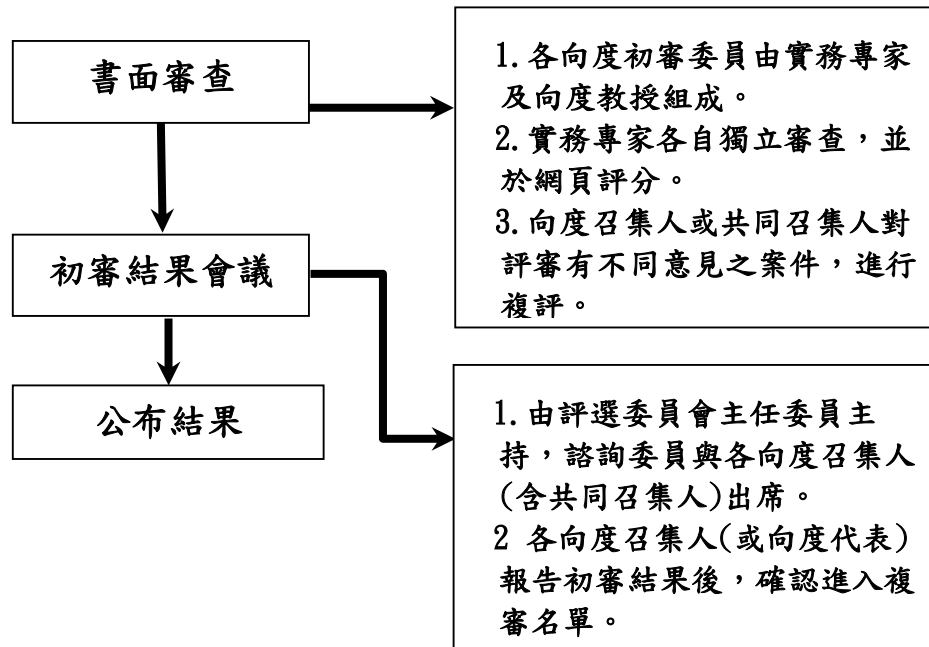 書面審查
1.各向度初審委員由實務專家
及向度教授組成。
2.實務專家各自獨立審查，並
於網頁評分。
3.向度召集人或共同召集人對
評審有不同意見之案件，進行
複評。
初審結果會議
公布結果
1.由評選委員會主任委員主
持，諮詢委員與各向度召集人
(含共同召集人)出席。
2 各向度召集人(或向度代表)
報告初審結果後，確認進入複
審名單。